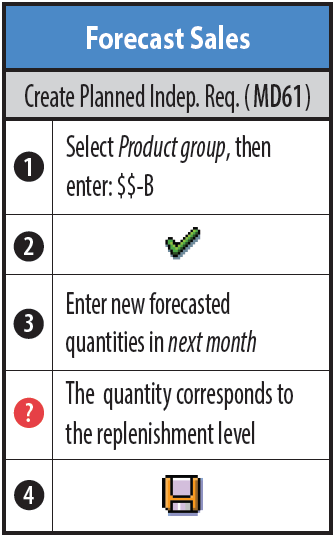 Forecast Sales
Create Planned Indep. Req. ( MD61 )
1
Select Product group, then
enter: $$-B
2
3
Enter new forecasted
quantities in next month
?
The quantity corresponds to
the replenishment level
4